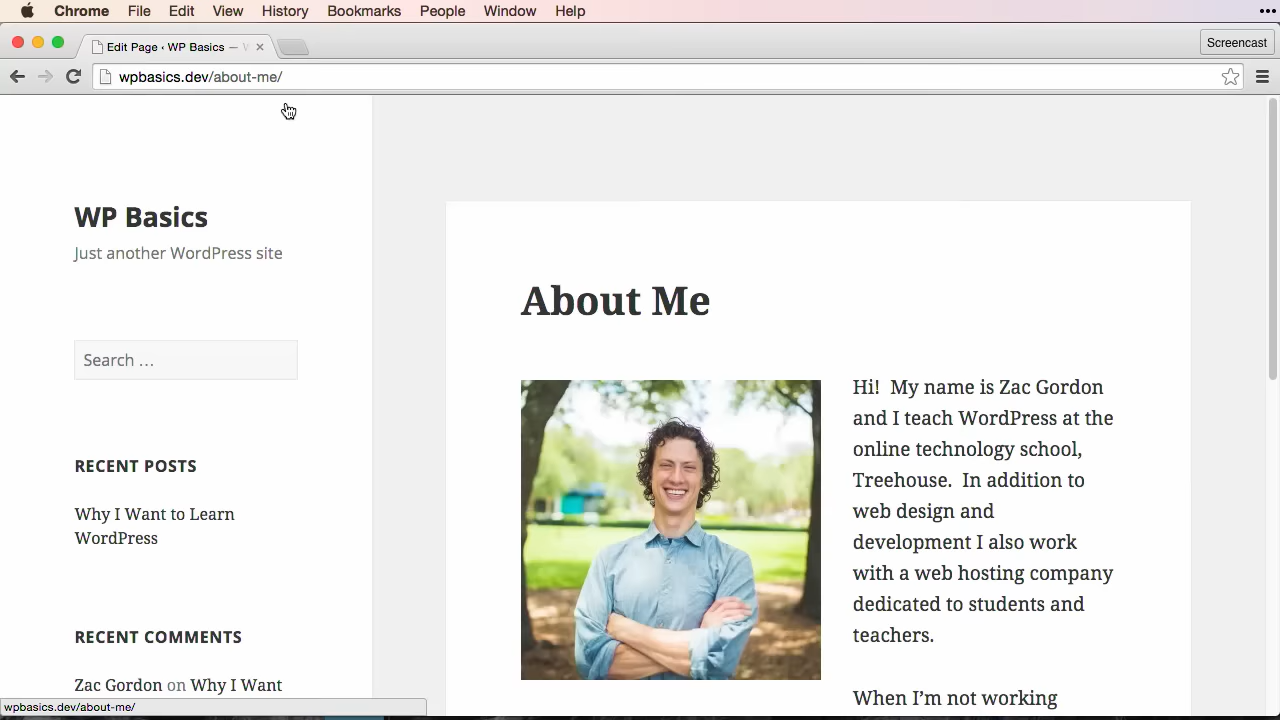 Chrome File Edit View History Bookmarks People Window Help
Edit Page ‹ WP Basics —
Screencast
wpbasics.dev/about-me/
WP Basics
Just another WordPress site
Search …
RECENT POSTS
Why I Want to Learn
WordPress
RECENT COMMENTS
Zac Gordon on Why I Want
About Me
Hi!  My name is Zac Gordon
and I teach WordPress at the
online technology school,
Treehouse.  In addition to
web design and
development I also work
with a web hosting company
dedicated to students and
teachers.
When I’m not working
wpbasics.dev/about-me/